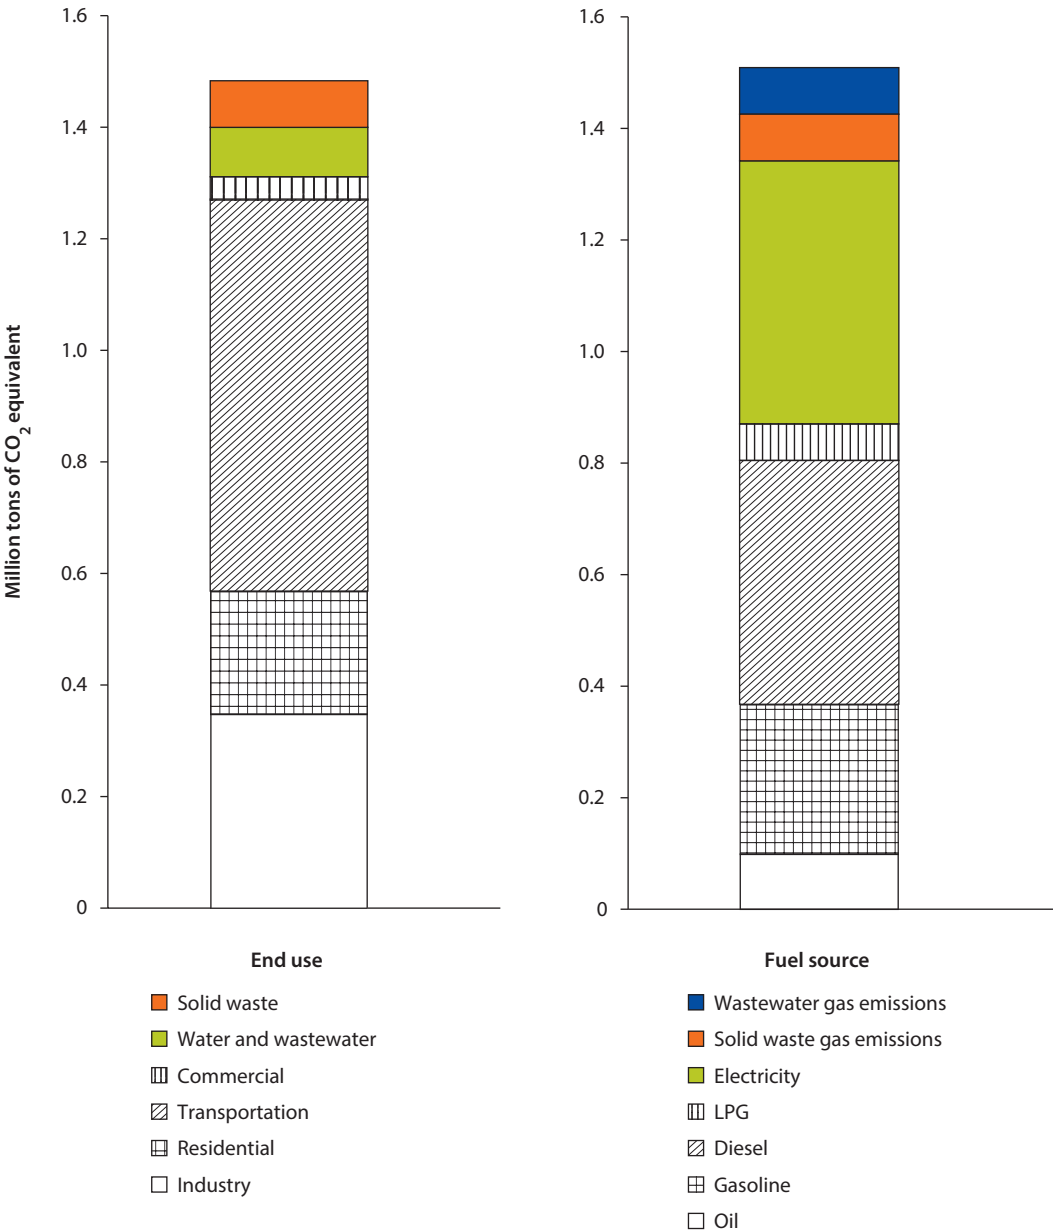 1.6
1.4
1.2
1.0
0.8
0.6
0.4
0.2
0
Million tons of CO2 equivalent
End use
Solid waste
Water and wastewater
Commercial
Transportation
Residential
Industry
1.6
1.4
1.2
1.0
0.8
0.6
0.4
0.2
0
Fuel source
Wastewater gas emissions
Solid waste gas emissions
Electricity
LPG
Diesel
Gasoline
Oil